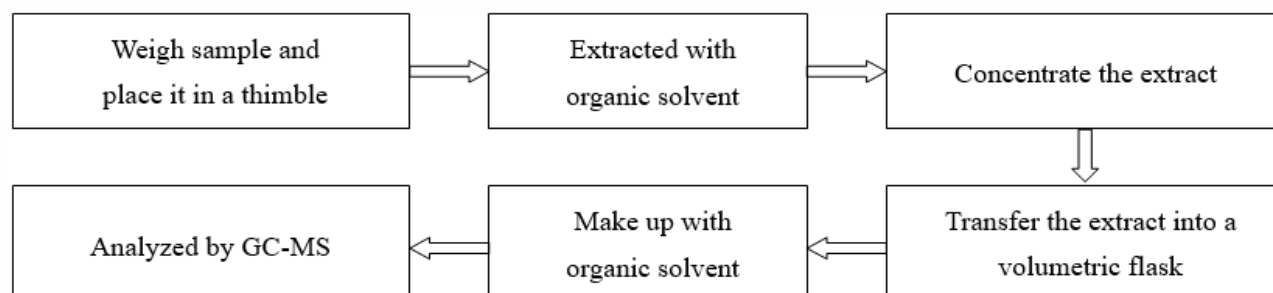 Weigh sample and
place it in a thimble
Extracted with
organic solvent
Concentrate the extract
Transfer the extract into a
volumetric flask
Make up with
organic solvent
Analyzed by GC-MS